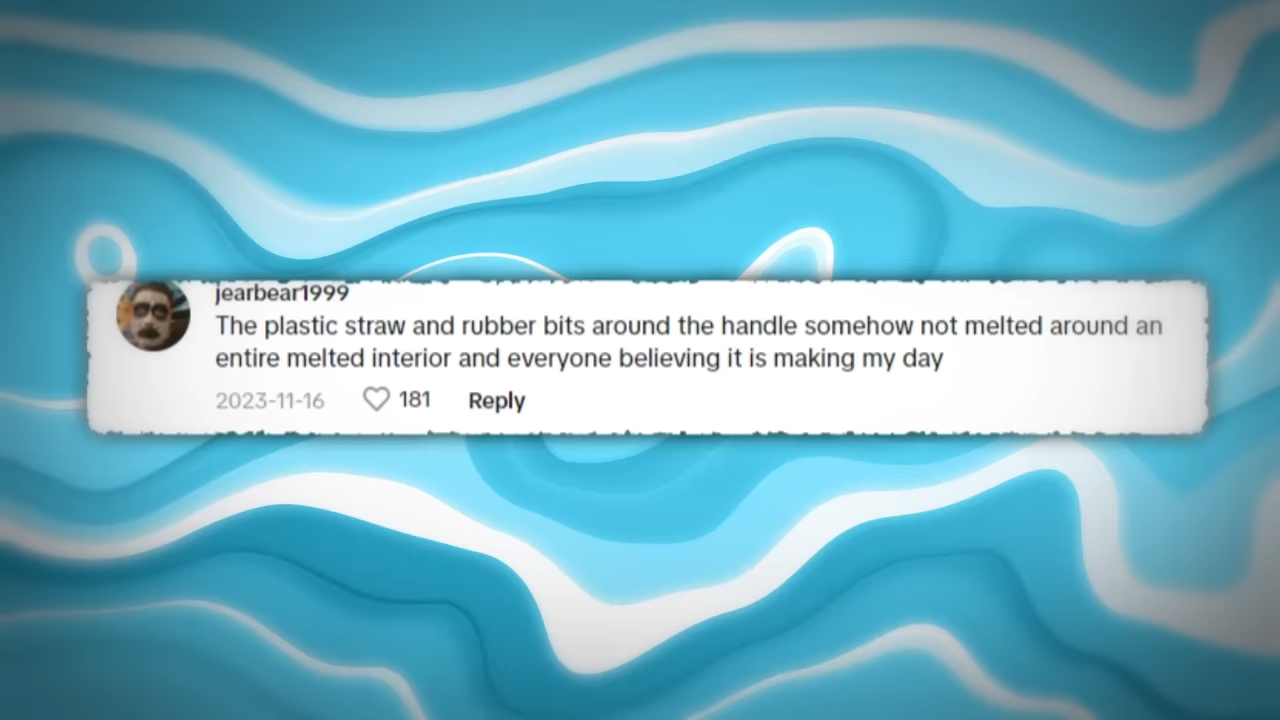 jearbear1999
The plastic straw and rubber bits around the handle somehow not melted around an
entire melted interior and everyone believing it is making my day
2023-11-16 181 Reply